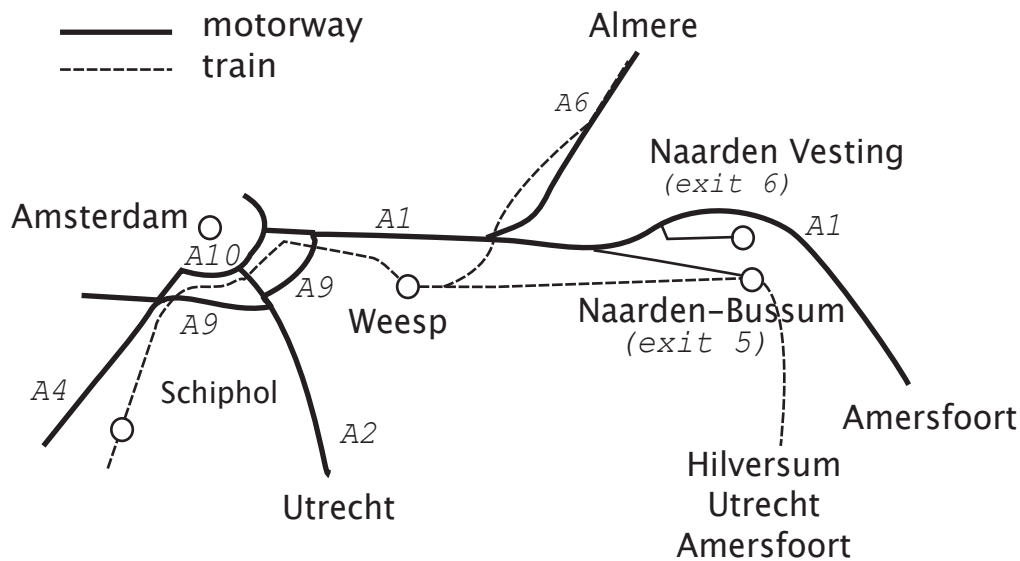 motorway
train
Almere
A6
Naarden Vesting
(exit 6)
Amsterdam
A1
A1
A10
A9
A9
Weesp
Naarden-Bussum
(exit 5)
A4
Schiphol
A2
Amersfoort
Utrecht
Hilversum
Utrecht
Amersfoort